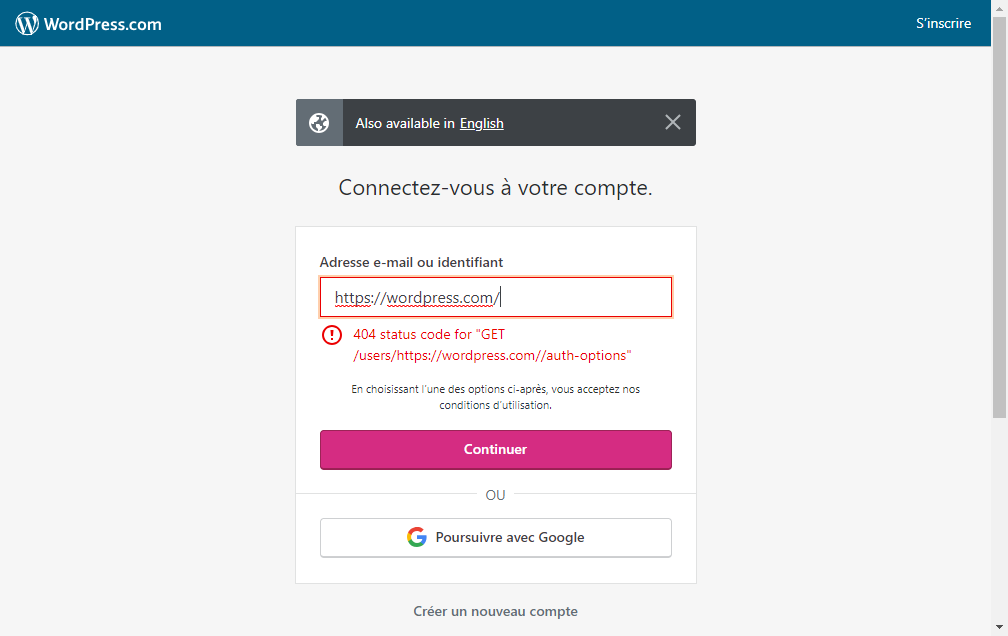 WordPress.com
S'inscrire
Also available in English
Connectez-vous à votre compte.
Adresse e-mail ou identifiant
https://wordpress.com/
404 status code for "GET
/users/https://wordpress.com//auth-options"
En choisissant l'une des options ci-après, vous acceptez nos
conditions d'utilisation.
Continuer
OU
Poursuivre avec Google
Créer un nouveau compte